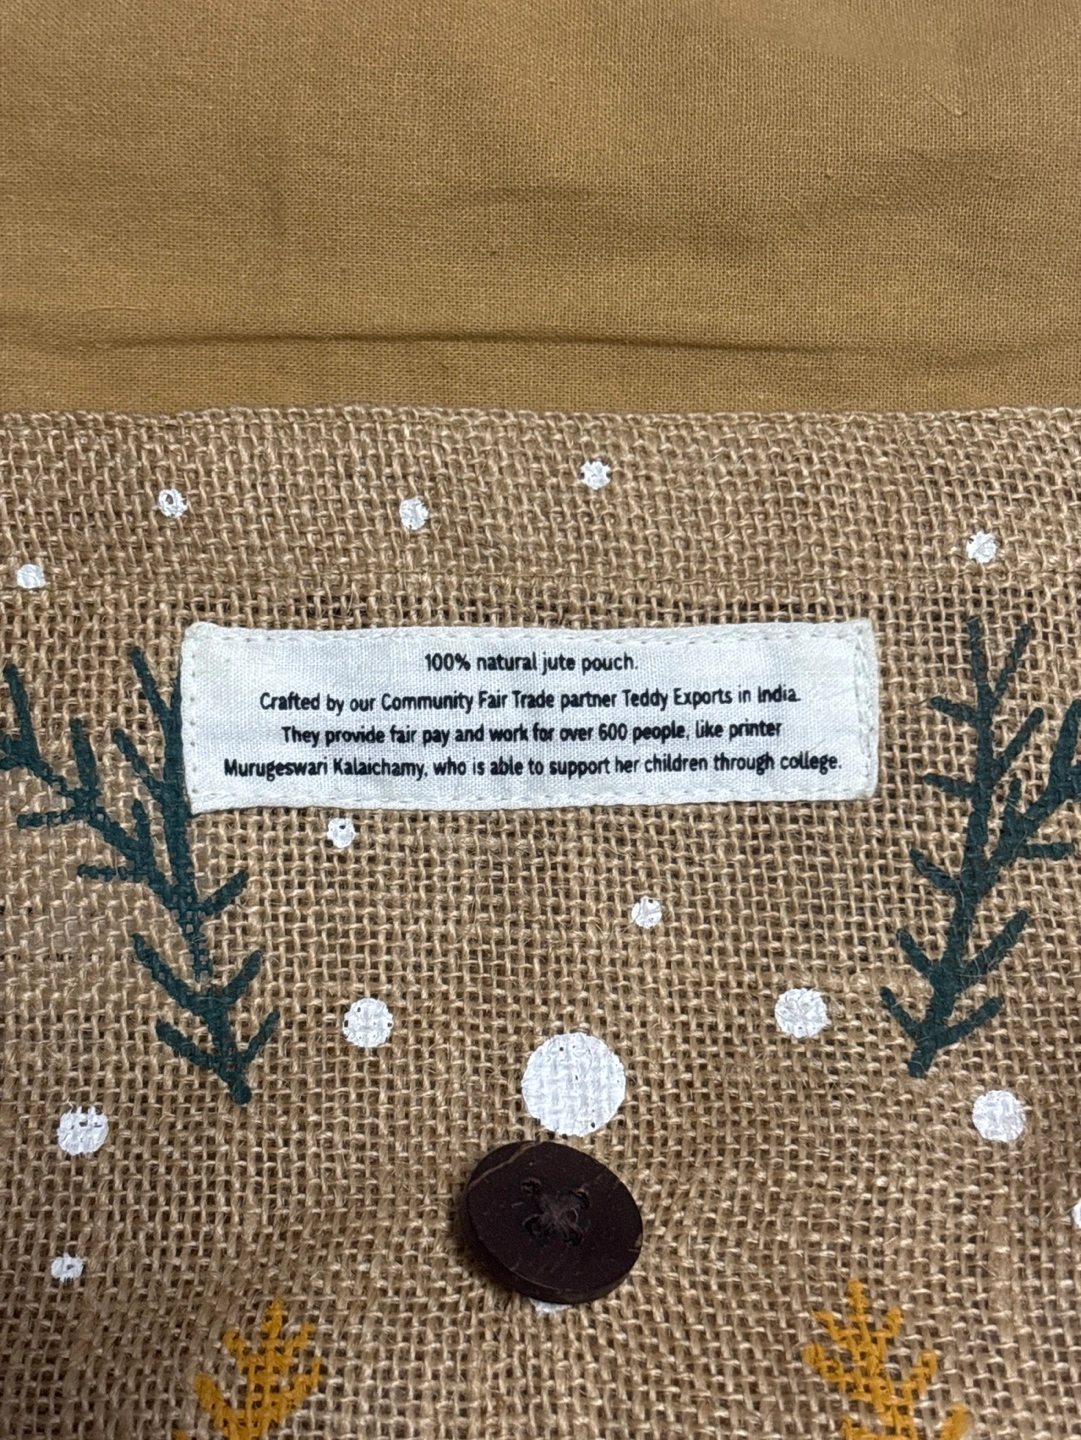 100% natural jute pouch.
Crafted by our Community Fair Trade partner Teddy Exports in India.
They provide fair pay and work for over 600 people, like printer
Murugeswari Kalaichamy, who is able to support her children through college.